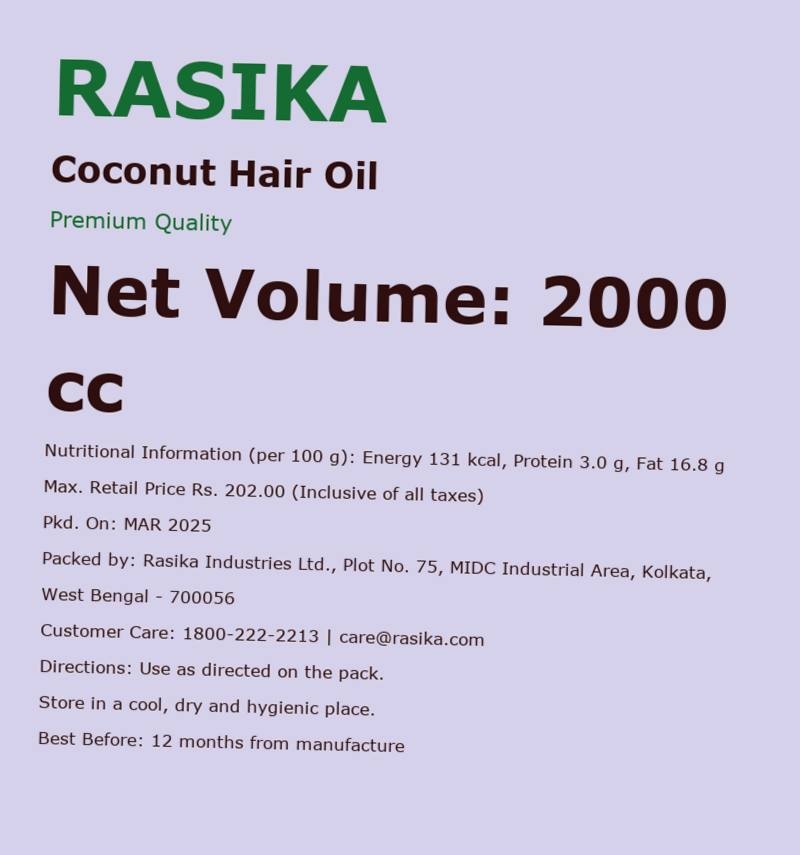 RASIKA
Coconut Hair Oil
Premium Quality
Net Volume: 2000
cc
Nutritional Information (per 100 g): Energy 131 kcal, Protein 3.0 g, Fat 16.8 g
Max. Retail Price Rs. 202.00 (Inclusive of all taxes)
Pkd. On: MAR 2025
Packed by: Rasika Industries Ltd., Plot No. 75, MIDC Industrial Area, Kolkata,
West Bengal - 700056
Customer Care: 1800-222-2213 | care@rasika.com
Directions: Use as directed on the pack.
Store in a cool, dry and hygienic place.
Best Before: 12 months from manufacture